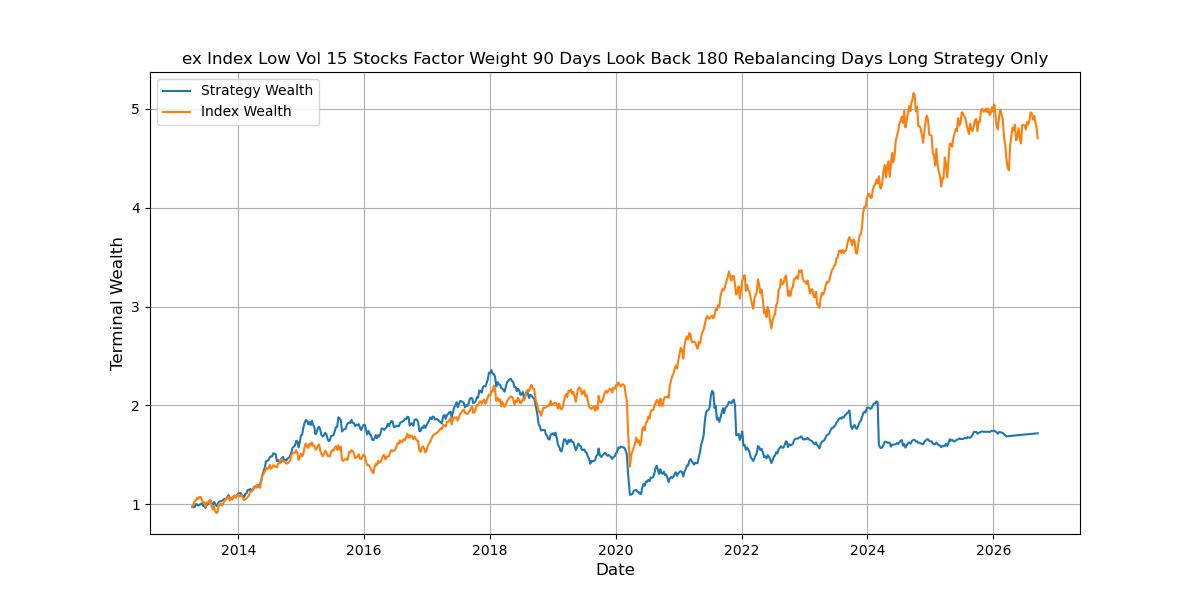 ex Index Low Vol 15 Stocks Factor Weight 90 Days Look Back 180 Rebalancing Days Long Strategy Only
Strategy Wealth
Index Wealth
Terminal Wealth
5
4
3
2
1
2014 2016 2018 2020 2022 2024 2026
Date